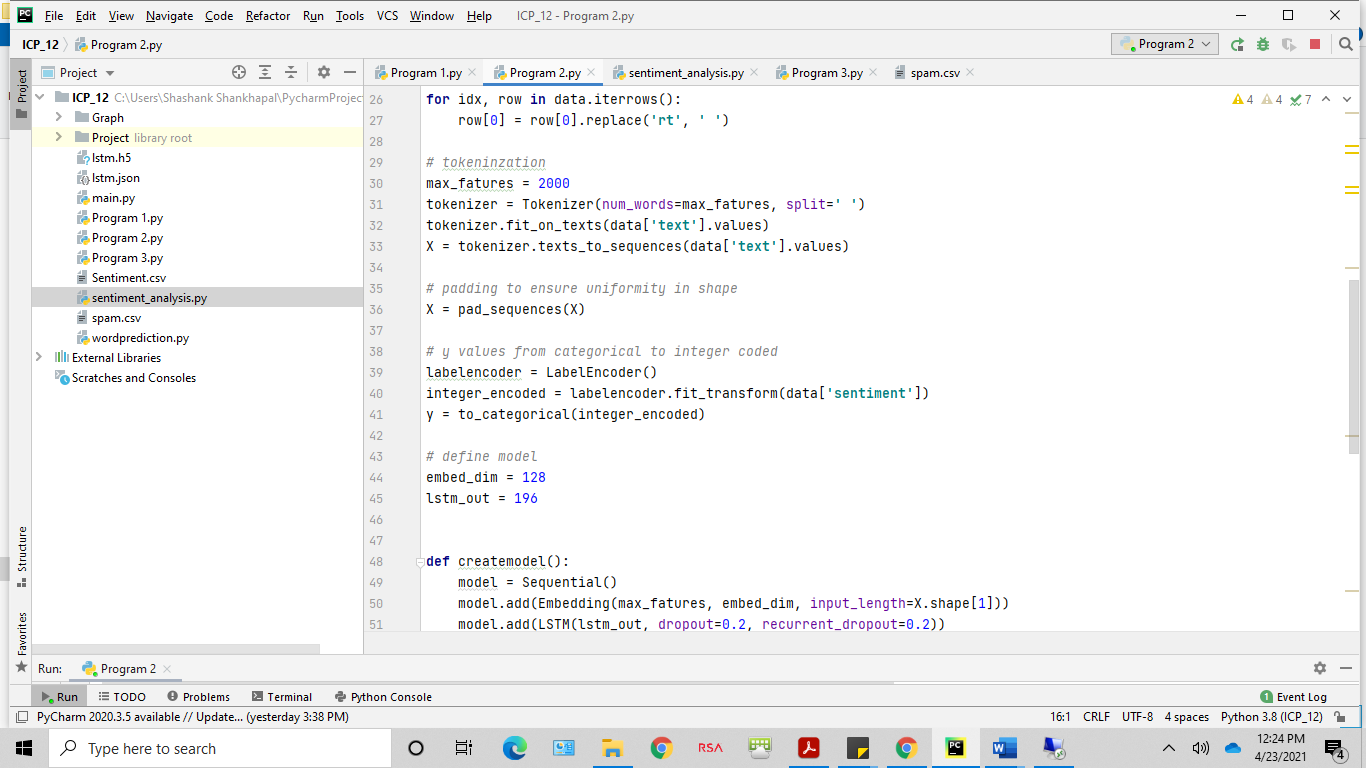 PC File Edit View Navigate Code Refactor Run Tools VCS Window Help ICP_12 - Program 2.py
ICP_12 Program 2.py Program 2
Project
Project
Program 1.py Program 2.py sentiment_analysis.py Program 3.py spam.csv
ICP_12 C:\Users\Shashank Shankhapal\PycharmProjec
Graph
Project library root
lstm.h5
lstm.json
main.py
Program 1.py
Program 2.py
Program 3.py
Sentiment.csv
sentiment_analysis.py
spam.csv
wordprediction.py
External Libraries
Scratches and Consoles
4 4 7
26 for idx, row in data.iterrows():
27 row[0] = row[0].replace('rt', ' ')
28
29 # tokeninzation
30 max_fatures = 2000
31 tokenizer = Tokenizer(num_words=max_fatures, split=' ')
32 tokenizer.fit_on_texts(data['text'].values)
33 X = tokenizer.texts_to_sequences(data['text'].values)
34
35 # padding to ensure uniformity in shape
36 X = pad_sequences(X)
37
38 # y values from categorical to integer coded
39 labelencoder = LabelEncoder()
40 integer_encoded = labelencoder.fit_transform(data['sentiment'])
41 y = to_categorical(integer_encoded)
42
43 # define model
44 embed_dim = 128
45 lstm_out = 196
46
47
48 def createmodel():
49 model = Sequential()
50 model.add(Embedding(max_fatures, embed_dim, input_length=X.shape[1]))
51 model.add(LSTM(lstm_out, dropout=0.2, recurrent_dropout=0.2))
Structure
Favorites
Run: Program 2
Run TODO Problems Terminal Python Console 1 Event Log
PyCharm 2020.3.5 available // Update... (yesterday 3:38 PM) 16:1 CRLF UTF-8 4 spaces Python 3.8 (ICP_12)
Type here to search RSA PC W 12:24 PM
4/23/2021 4